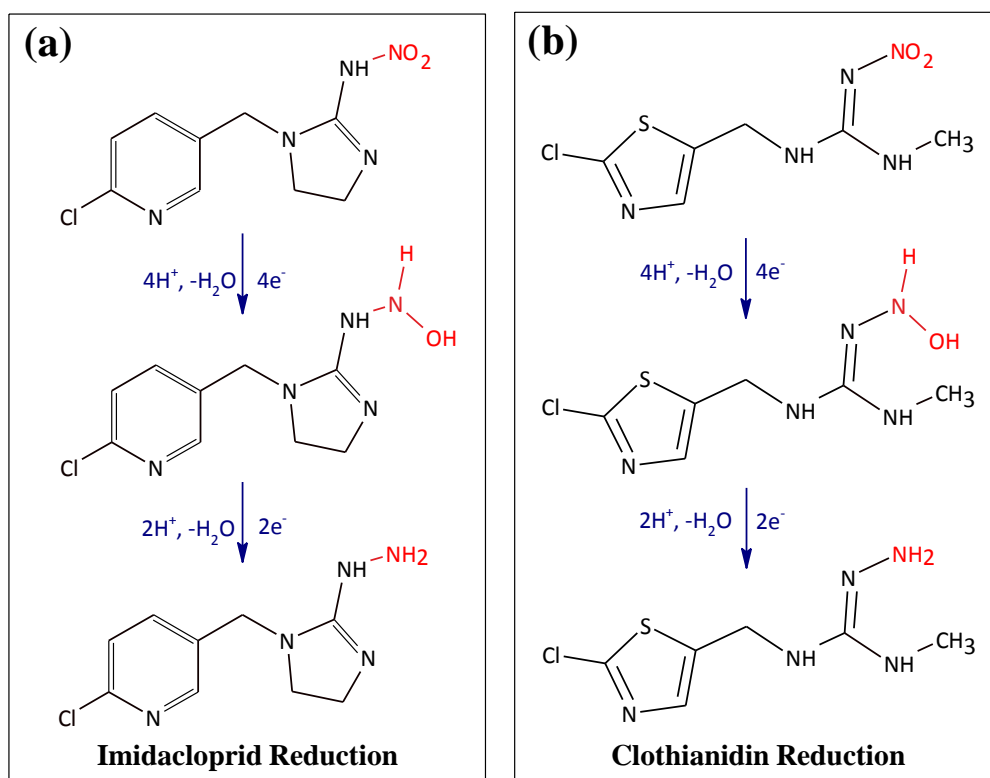 (a)
NH
NO2
N
N
Cl
N
4H+, -H2O 4e-
H
N
NH
OH
N
N
Cl
N
2H+, -H2O 2e-
NH2
NH
N
N
Cl
N
Imidacloprid Reduction
(b)
NO2
N
S
CH3
Cl
NH
NH
N
4H+, -H2O 4e-
H
N
N
OH
S
CH3
Cl
NH
NH
N
2H+, -H2O 2e-
NH2
N
S
CH3
Cl
NH
NH
N
Clothianidin Reduction